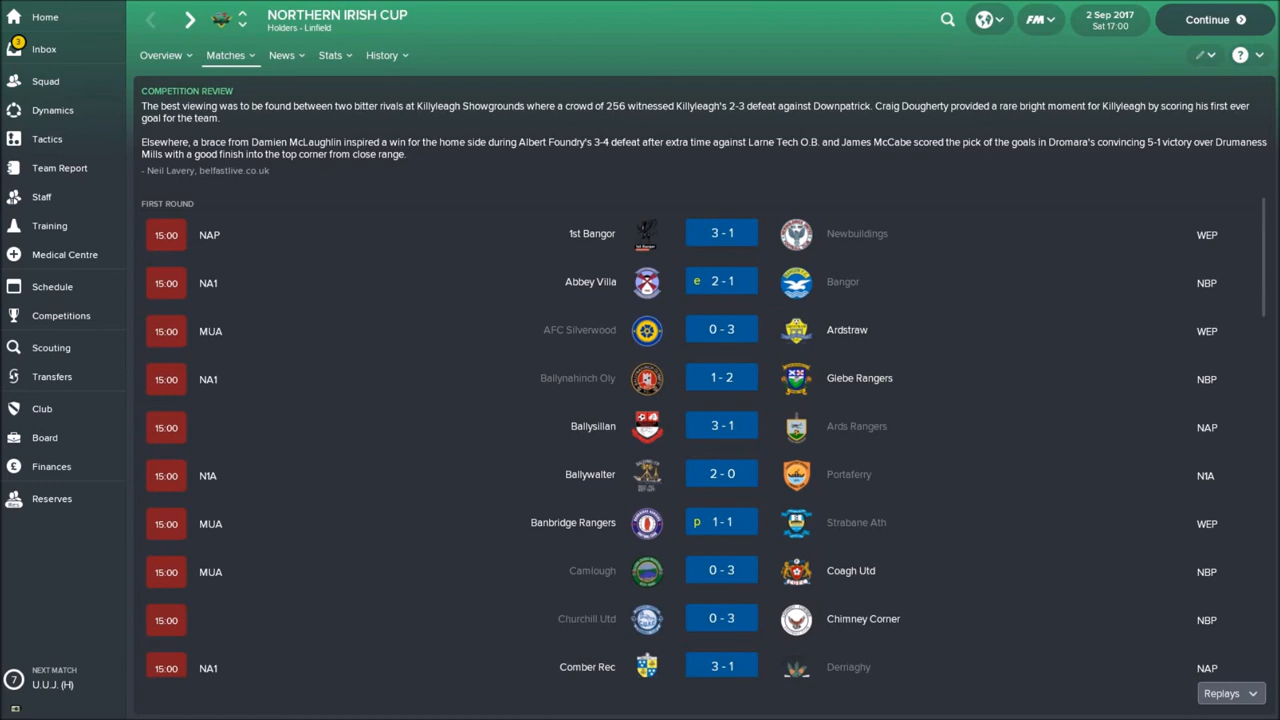 Home
3
Inbox
Squad
Dynamics
Tactics
Team Report
Staff
Training
Medical Centre
Schedule
Competitions
Scouting
Transfers
Club
Board
Finances
Reserves
NEXT MATCH
7
U.U.J. (H)
NORTHERN IRISH CUP
Holders - Linfield
FM
2 Sep 2017
Sat 17:00
Continue
Overview Matches News Stats History
?
COMPETITION REVIEW
The best viewing was to be found between two bitter rivals at Killyleagh Showgrounds where a crowd of 256 witnessed Killyleagh's 2-3 defeat against Downpatrick. Craig Dougherty provided a rare bright moment for Killyleagh by scoring his first ever
goal for the team.
Elsewhere, a brace from Damien McLaughlin inspired a win for the home side during Albert Foundry's 3-4 defeat after extra time against Larne Tech O.B. and James McCabe scored the pick of the goals in Dromara's convincing 5-1 victory over Drumaness
Mills with a good finish into the top corner from close range.
- Neil Lavery, belfastlive.co.uk
FIRST ROUND
15:00 NAP 1st Bangor 3 - 1 Newbuildings WEP
15:00 NA1 Abbey Villa e 2 - 1 Bangor NBP
15:00 MUA AFC Silverwood 0 - 3 Ardstraw WEP
15:00 NA1 Ballynahinch Oly 1 - 2 Glebe Rangers NBP
15:00 Ballysillan 3 - 1 Ards Rangers NAP
15:00 N1A Ballywalter 2 - 0 Portaferry N1A
15:00 MUA Banbridge Rangers p 1 - 1 Strabane Ath WEP
15:00 MUA Camlough 0 - 3 Coagh Utd NBP
15:00 Churchill Utd 0 - 3 Chimney Corner NBP
15:00 NA1 Comber Rec 3 - 1 Derriaghy NAP
Replays